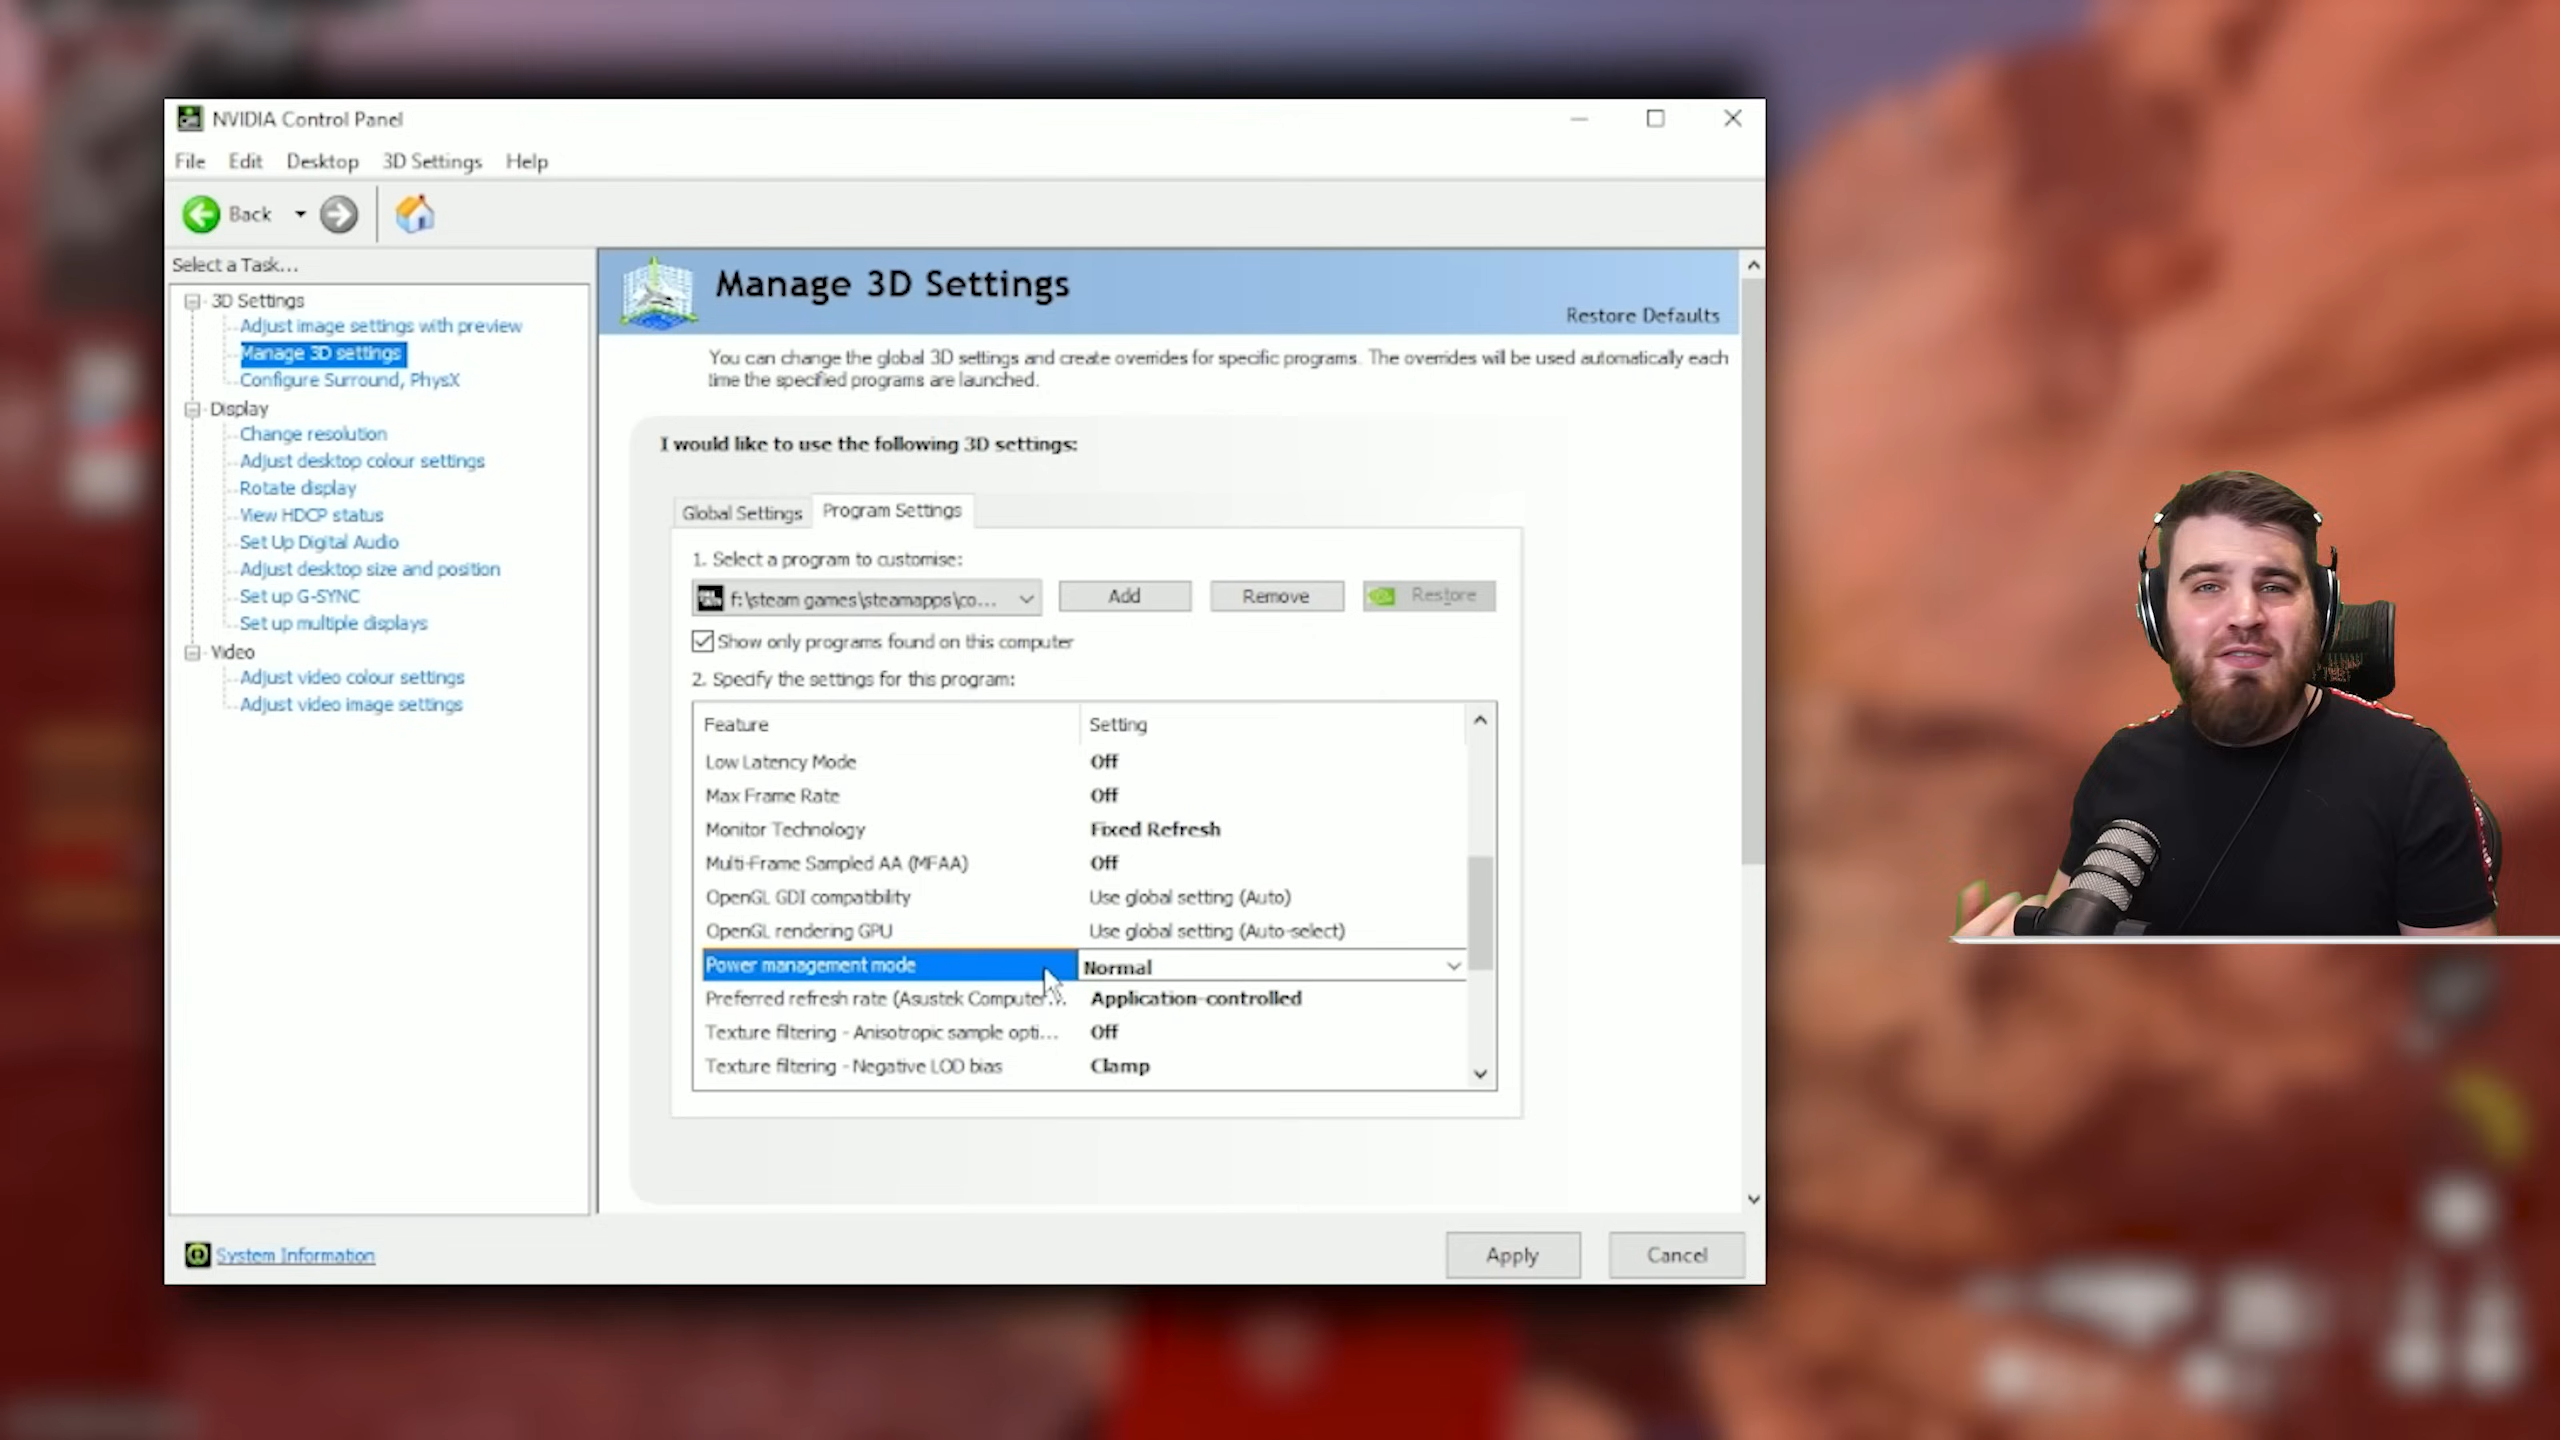 NVIDIA Control Panel
File Edit Desktop 3D Settings Help
Back
Select a Task...
3D Settings
Adjust image settings with preview
Manage 3D settings
Configure Surround, PhysX
Display
Change resolution
Adjust desktop colour settings
Rotate display
View HDCP status
Set Up Digital Audio
Adjust desktop size and position
Set up G-SYNC
Set up multiple displays
Video
Adjust video colour settings
Adjust video image settings
System Information
Manage 3D Settings
Restore Defaults
You can change the global 3D settings and create overrides for specific programs. The overrides will be used automatically each
time the specified programs are launched.
I would like to use the following 3D settings:
Global Settings Program Settings
1. Select a program to customise:
f:\steam games\steamapps\co... Add Remove Restore
Show only programs found on this computer
2. Specify the settings for this program:
Feature Setting
Low Latency Mode Off
Max Frame Rate Off
Monitor Technology Fixed Refresh
Multi-Frame Sampled AA (MFAA) Off
OpenGL GDI compatibility Use global setting (Auto)
OpenGL rendering GPU Use global setting (Auto-select)
Power management mode Normal
Preferred refresh rate (Asustek Computer... Application-controlled
Texture filtering - Anisotropic sample opti... Off
Texture filtering - Negative LOD bias Clamp
Apply Cancel